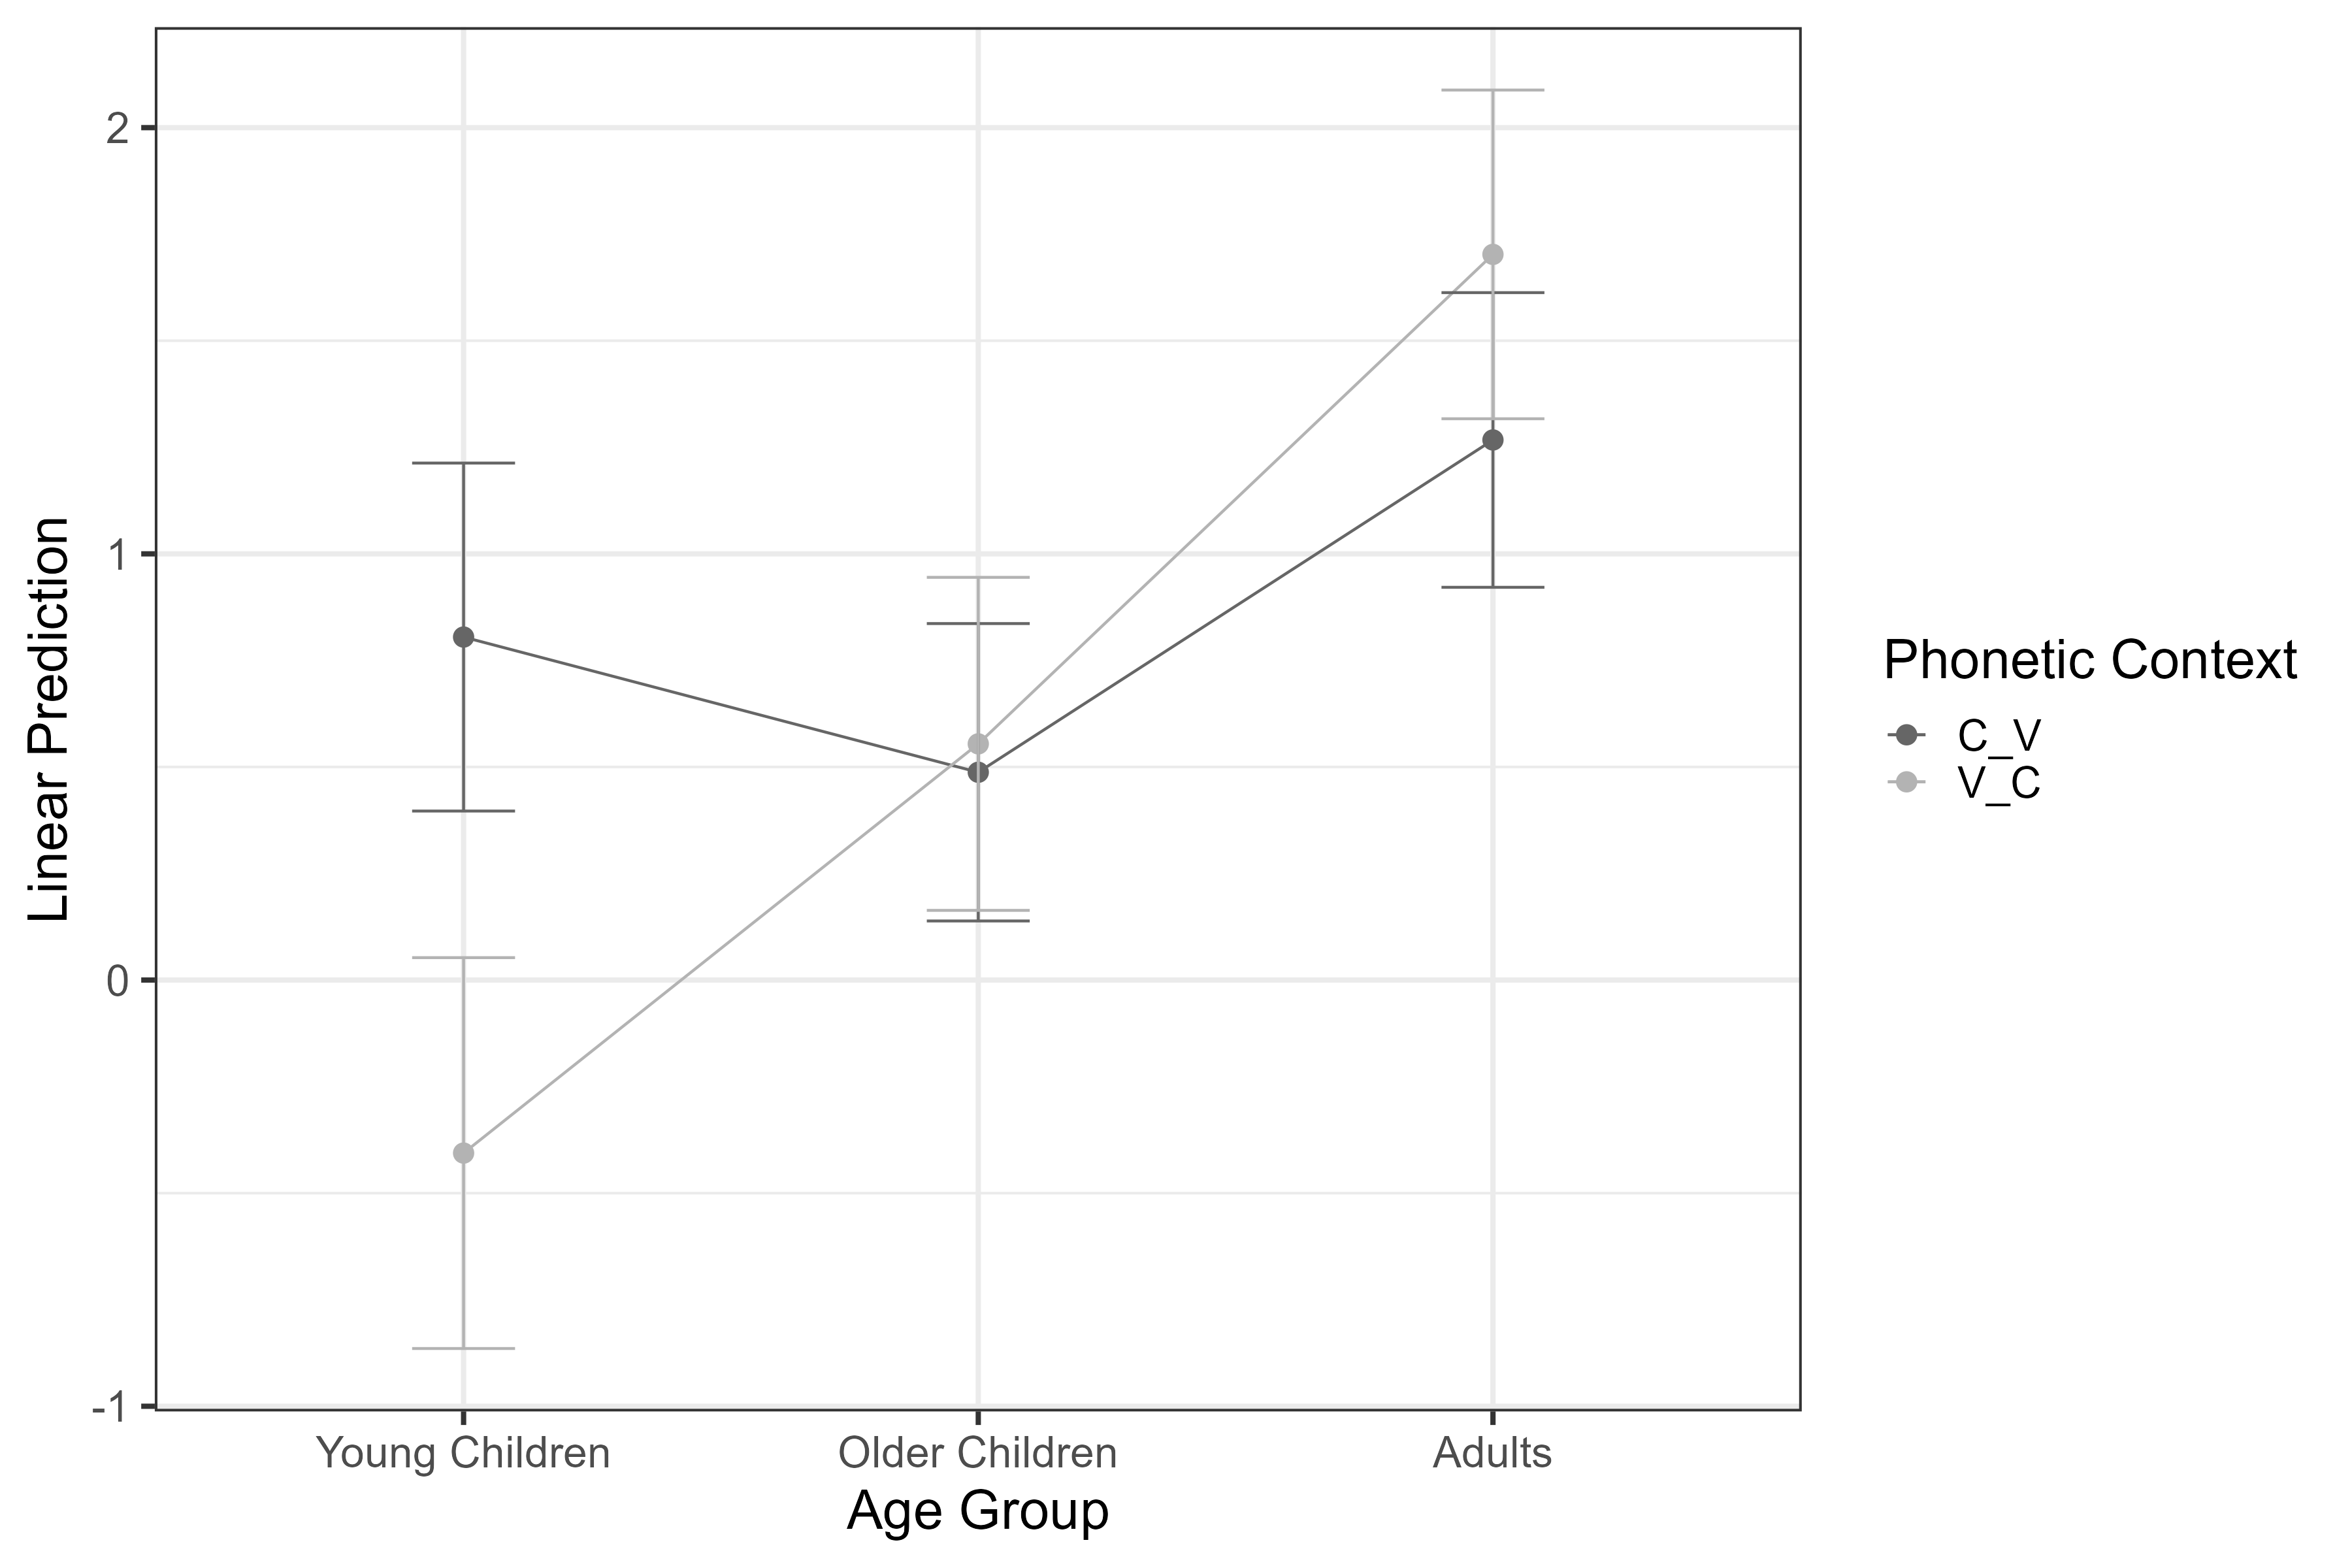 2
1
0
-1
Linear Prediction
Young Children
Older Children
Adults
Age Group
Phonetic Context
C_V
V_C